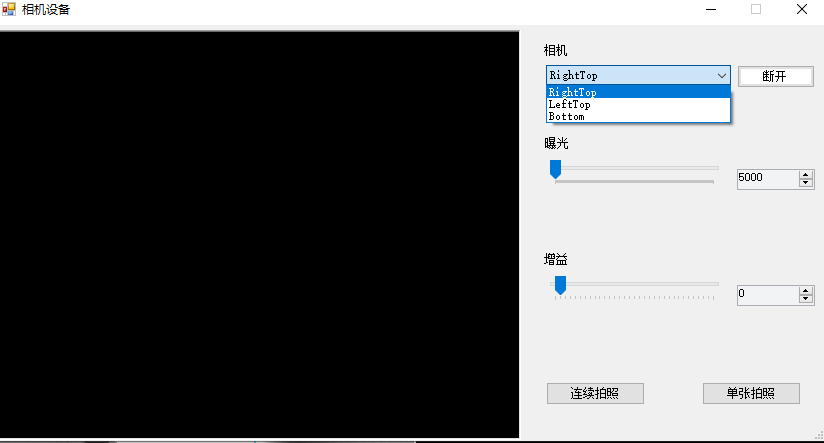 相机设备
相机
RightTop
断开
RightTop
LeftTop
Bottom
曝光
5000
增益
0
连续拍照
单张拍照